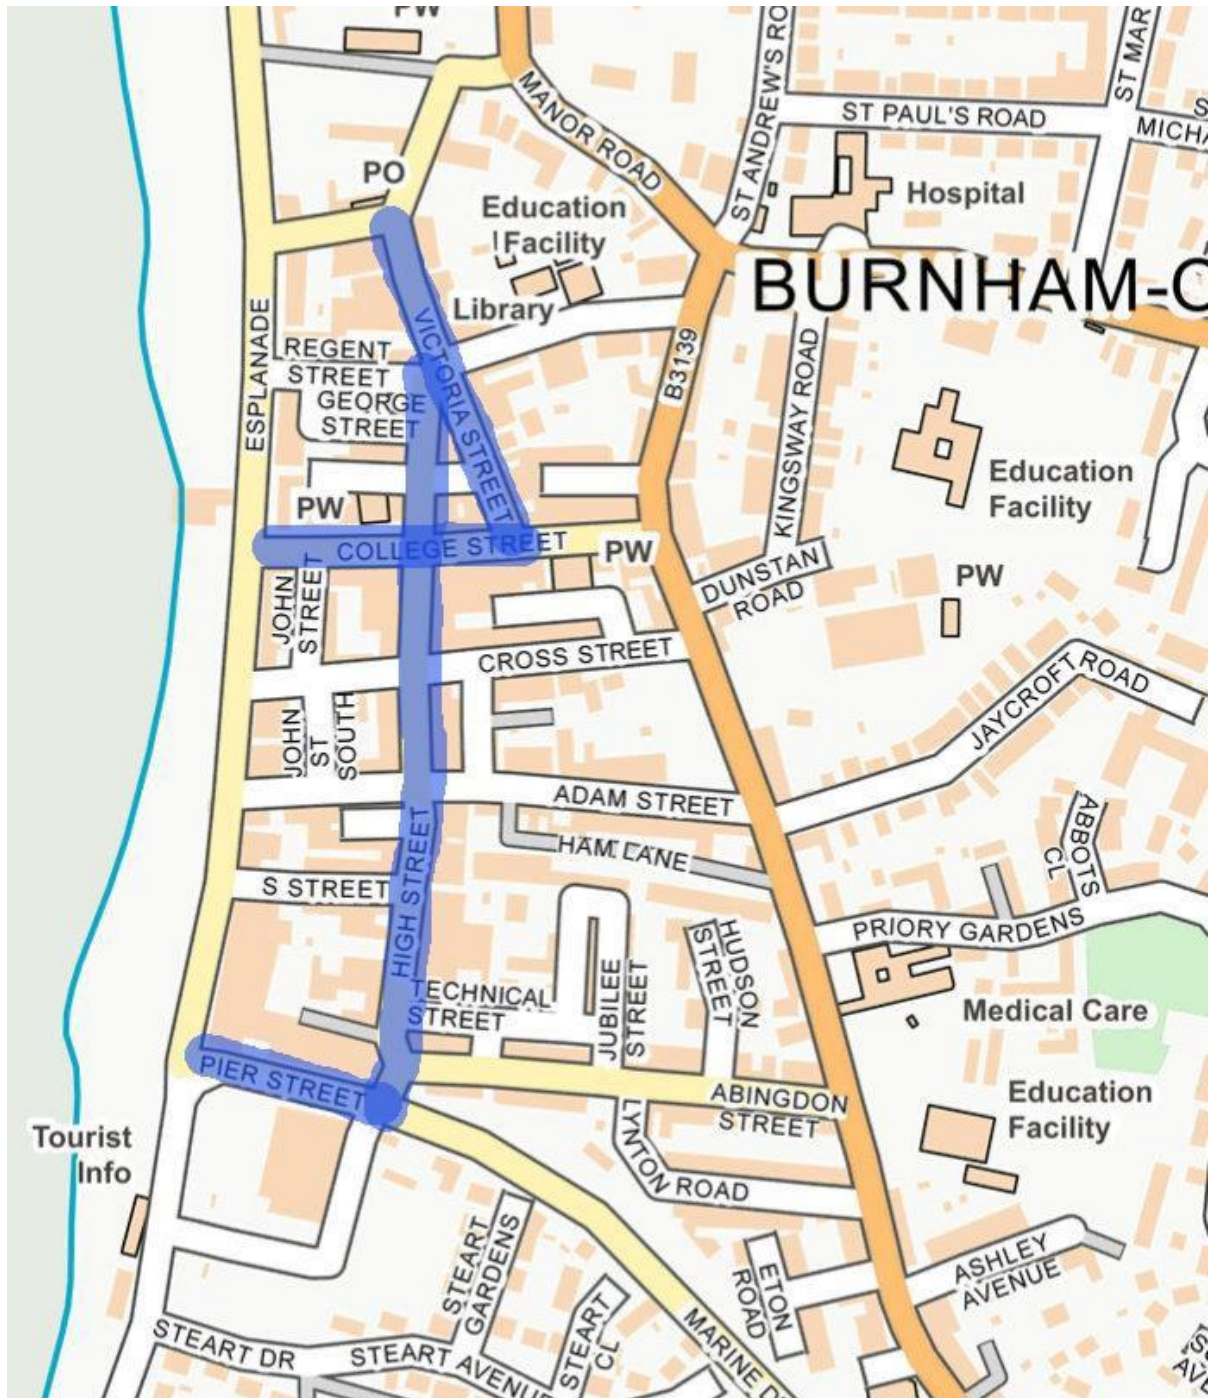 PW
MANOR ROAD
ST ANDREW'S RO
ST MAR
ST PAUL'S ROAD
MICHA
PO
Hospital
Education
Facility
BURNHAM-O
Library
ESPLANADE
VICTORIA STREET
REGENT
STREET
GEORGE
STREET
B3139
KINGSWAY ROAD
Education
Facility
PW
COLLEGE STREET
PW
DUNSTAN
ROAD
PW
JOHN
STREET
CROSS STREET
JAYCROFT ROAD
JOHN
ST
SOUTH
ADAM STREET
HIGH STREET
HAM LANE
ABBOTS
CL
S STREET
PRIORY GARDENS
HUDSON
STREET
TECHNICAL
STREET
JUBILEE
STREET
Medical Care
PIER STREET
ABINGDON
STREET
Education
Facility
Tourist
Info
LYNTON ROAD
STEART
GARDENS
ETON
ROAD
ASHLEY
AVENUE
STEART
CL
MARINE D
STEART DR
STEART AVENUE
AVE